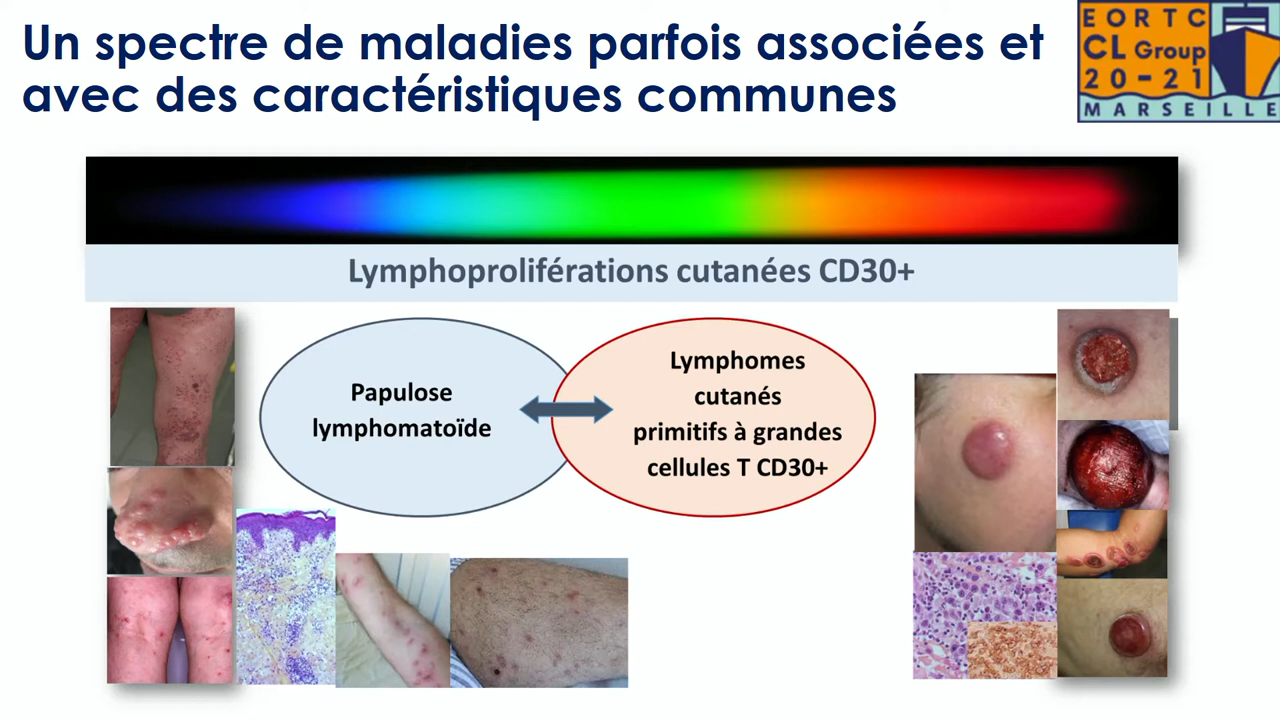 Un spectre de maladies parfois associées et
avec des caractéristiques communes
EORTC
CL Group
20-21
MARSEILLE
Lymphoproliférations cutanées CD30+
Papulose
lymphomatoïde
Lymphomes
cutanés
primitifs à grandes
cellules T CD30+